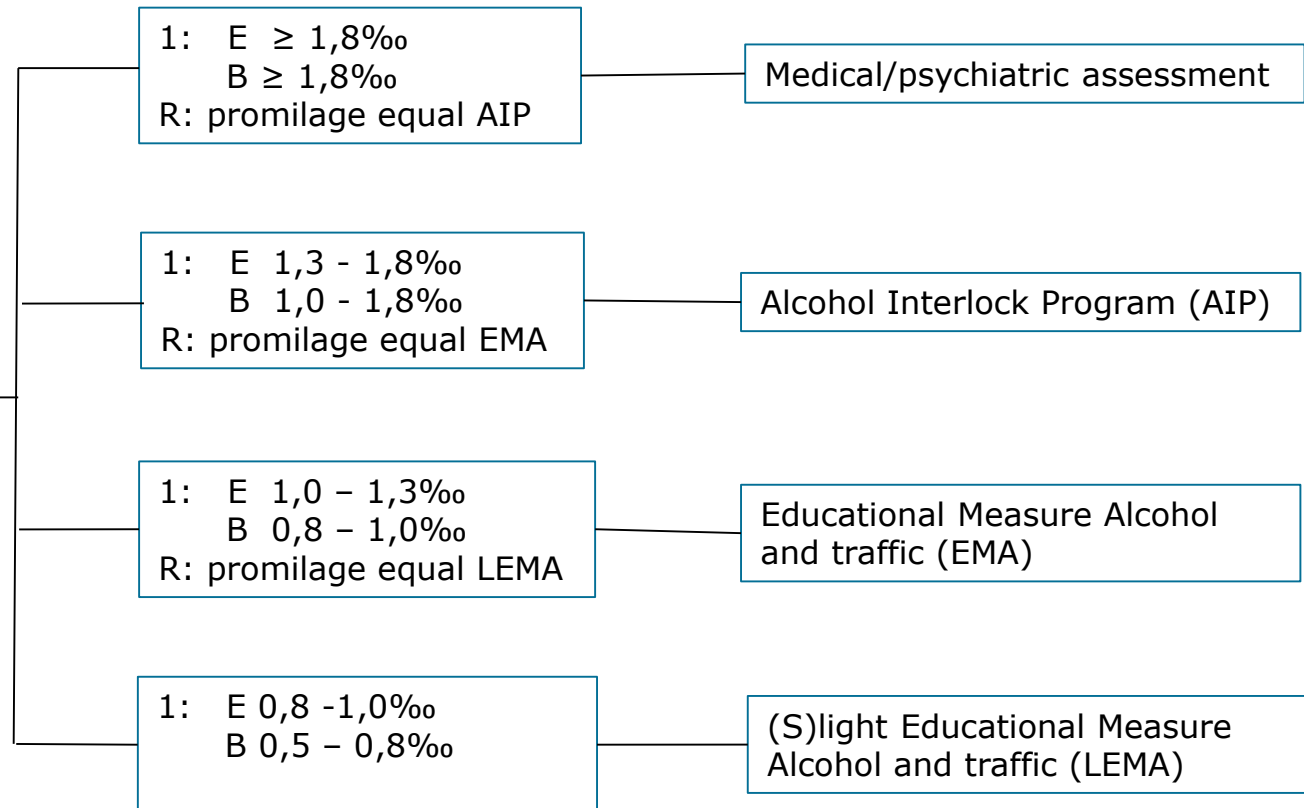 1: E ≥ 1,8‰
B ≥ 1,8‰
R: promilage equal AIP
Medical/psychiatric assessment
1: E 1,3 - 1,8‰
B 1,0 - 1,8‰
R: promilage equal EMA
Alcohol Interlock Program (AIP)
1: E 1,0 – 1,3‰
B 0,8 – 1,0‰
R: promilage equal LEMA
Educational Measure Alcohol
and traffic (EMA)
1: E 0,8 -1,0‰
B 0,5 – 0,8‰
(S)light Educational Measure
Alcohol and traffic (LEMA)